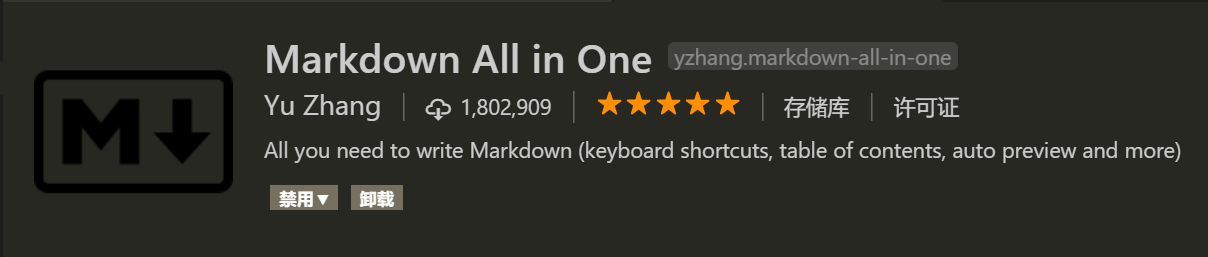 Markdown All in One yzhang.markdown-all-in-one
Yu Zhang 1,802,909 存储库 许可证
All you need to write Markdown (keyboard shortcuts, table of contents, auto preview and more)
禁用▼ 卸载
M